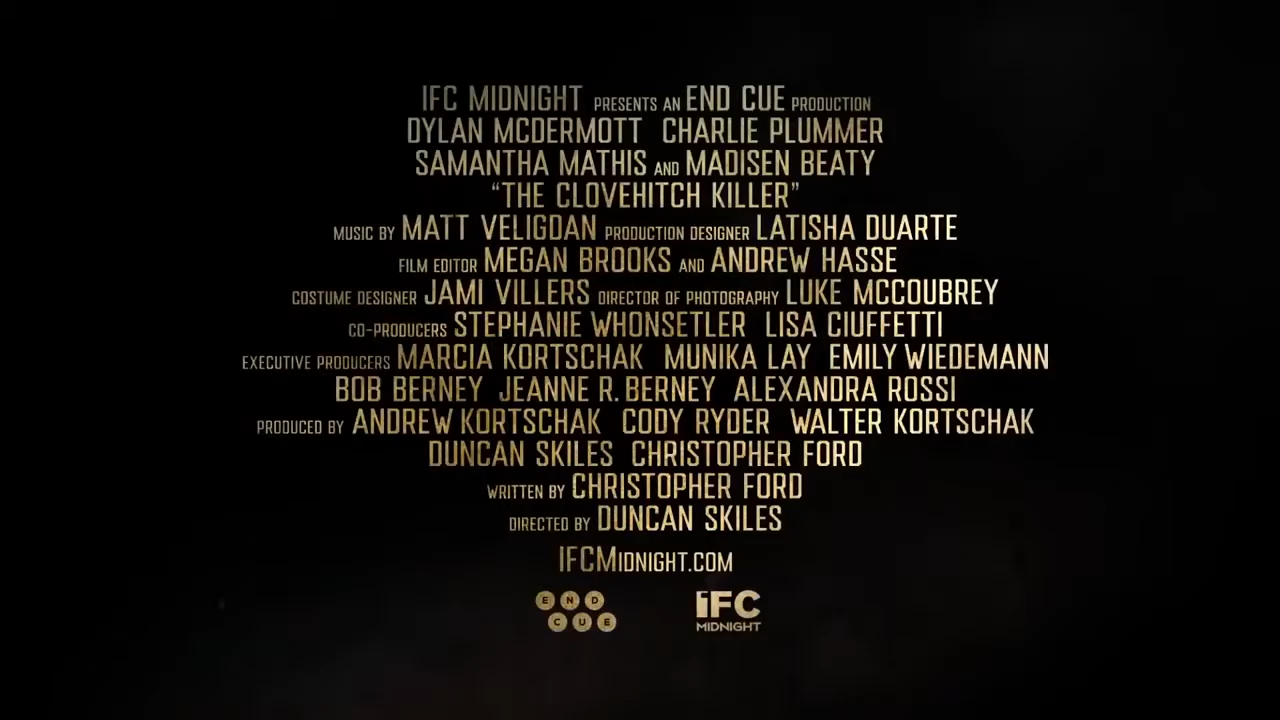 IFC MIDNIGHT PRESENTS AN END CUE PRODUCTION
DYLAN MCDERMOTT CHARLIE PLUMMER
SAMANTHA MATHIS AND MADISEN BEATY
“THE CLOVEHITCH KILLER”
MUSIC BY MATT VELIGDAN PRODUCTION DESIGNER LATISHA DUARTE
FILM EDITOR MEGAN BROOKS AND ANDREW HASSE
COSTUME DESIGNER JAMI VILLERS DIRECTOR OF PHOTOGRAPHY LUKE MCCOUBREY
CO-PRODUCERS STEPHANIE WHONSETLER LISA CIUFFETTI
EXECUTIVE PRODUCERS MARCIA KORTSCHAK MUNIKA LAY EMILY WIEDEMANN
BOB BERNEY JEANNE R. BERNEY ALEXANDRA ROSSI
PRODUCED BY ANDREW KORTSCHAK CODY RYDER WALTER KORTSCHAK
DUNCAN SKILES CHRISTOPHER FORD
WRITTEN BY CHRISTOPHER FORD
DIRECTED BY DUNCAN SKILES
IFCMIDNIGHT.COM
END
CUE
IFC
MIDNIGHT